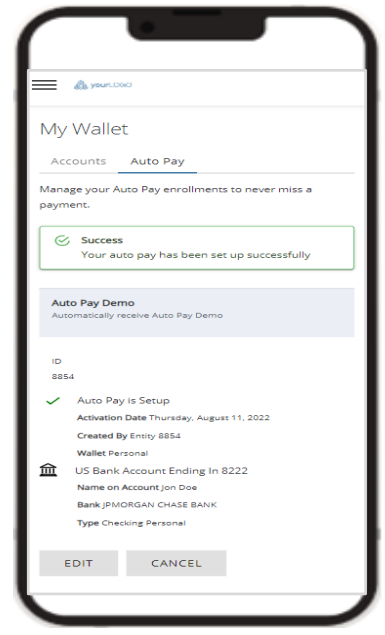 My Wallet
Accounts Auto Pay
Manage your Auto Pay enrollments to never miss a
payment.
Success
Your auto pay has been set up successfully
Auto Pay Demo
Automatically receive Auto Pay Demo
ID
8854
Auto Pay is Setup
Activation Date Thursday, August 11, 2022
Created By Entity 8854
Wallet Personal
US Bank Account Ending In 8222
Name on Account Jon Doe
Bank JPMORGAN CHASE BANK
Type Checking Personal
EDIT CANCEL